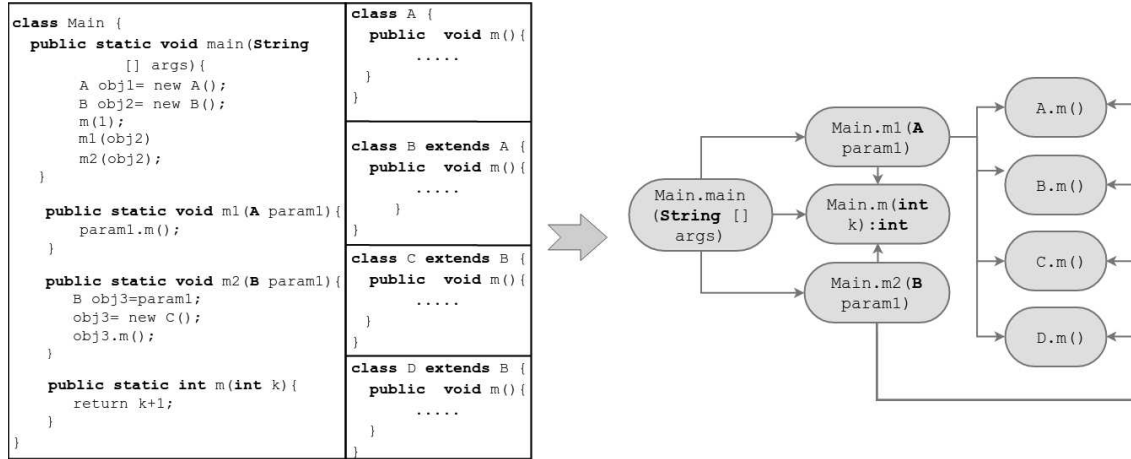 class Main {
public static void main(String
[] args){
A obj1= new A();
B obj2= new B();
m(1);
m1(obj2)
m2(obj2);
}
public static void m1(A param1){
param1.m();
}
public static void m2(B param1){
B obj3=param1;
obj3= new C();
obj3.m();
}
public static int m(int k){
return k+1;
}
}
class A {
public void m(){
.....
}
}
class B extends A {
public void m(){
.....
}
}
class C extends B {
public void m(){
.....
}
}
class D extends B {
public void m(){
.....
}
}
Main.main
(String []
args)
Main.m1(A
param1)
Main.m(int
k):int
Main.m2(B
param1)
A.m()
B.m()
C.m()
D.m()